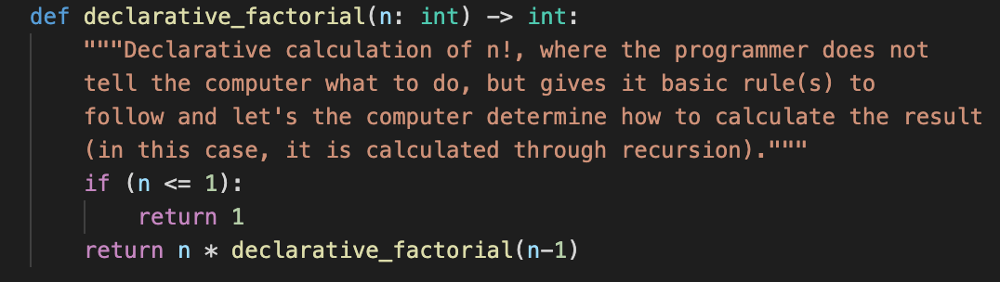 def declarative_factorial(n: int) -> int:
    """Declarative calculation of n!, where the programmer does not
    tell the computer what to do, but gives it basic rule(s) to
    follow and let's the computer determine how to calculate the result
    (in this case, it is calculated through recursion)."""
    if (n <= 1):
        return 1
    return n * declarative_factorial(n-1)